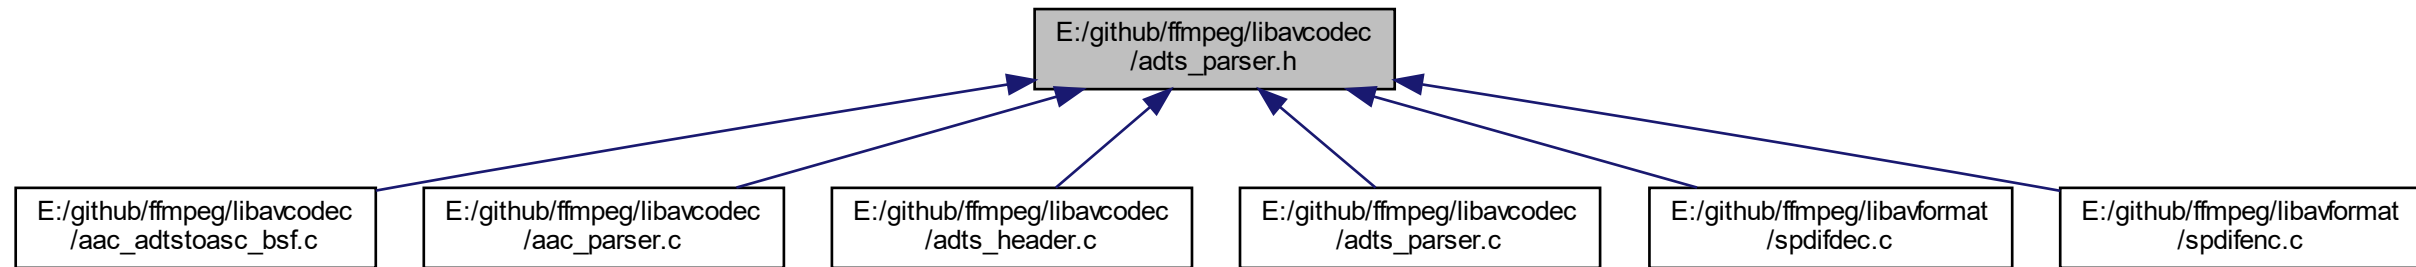 E:/github/ffmpeg/libavcodec
/adts_parser.h
E:/github/ffmpeg/libavcodec
/aac_adtstoasc_bsf.c
E:/github/ffmpeg/libavcodec
/aac_parser.c
E:/github/ffmpeg/libavcodec
/adts_header.c
E:/github/ffmpeg/libavcodec
/adts_parser.c
E:/github/ffmpeg/libavformat
/spdifdec.c
E:/github/ffmpeg/libavformat
/spdifenc.c